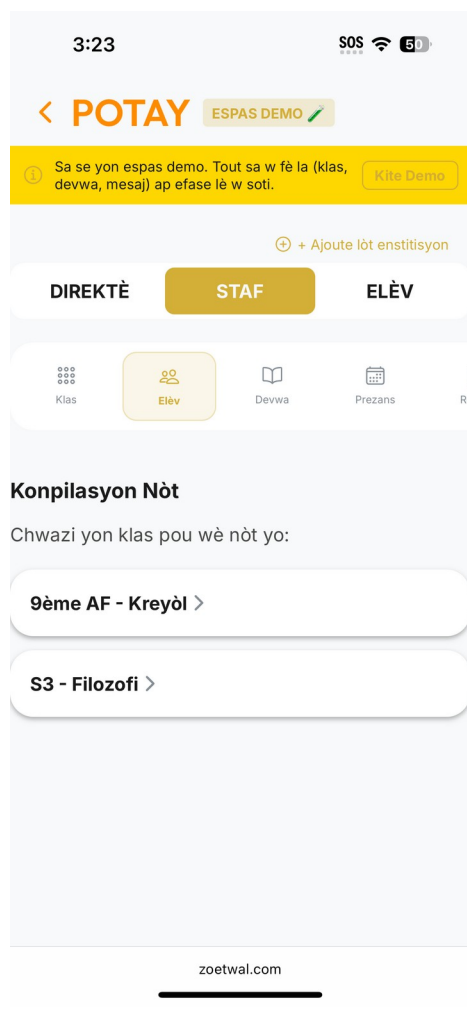 3:23
SOS
50
POTAY
ESPAS DEMO
Sa se yon espas demo. Tout sa w fè la (klas,
devwa, mesaj) ap efase lè w soti.
Kite Demo
+ Ajoute lòt enstitisyon
DIREKTÈ
STAF
ELÈV
Klas
Elèv
Devwa
Prezans
R
Konpilasyon Nòt
Chwazi yon klas pou wè nòt yo:
9ème AF - Kreyòl
S3 - Filozofi
zoetwal.com